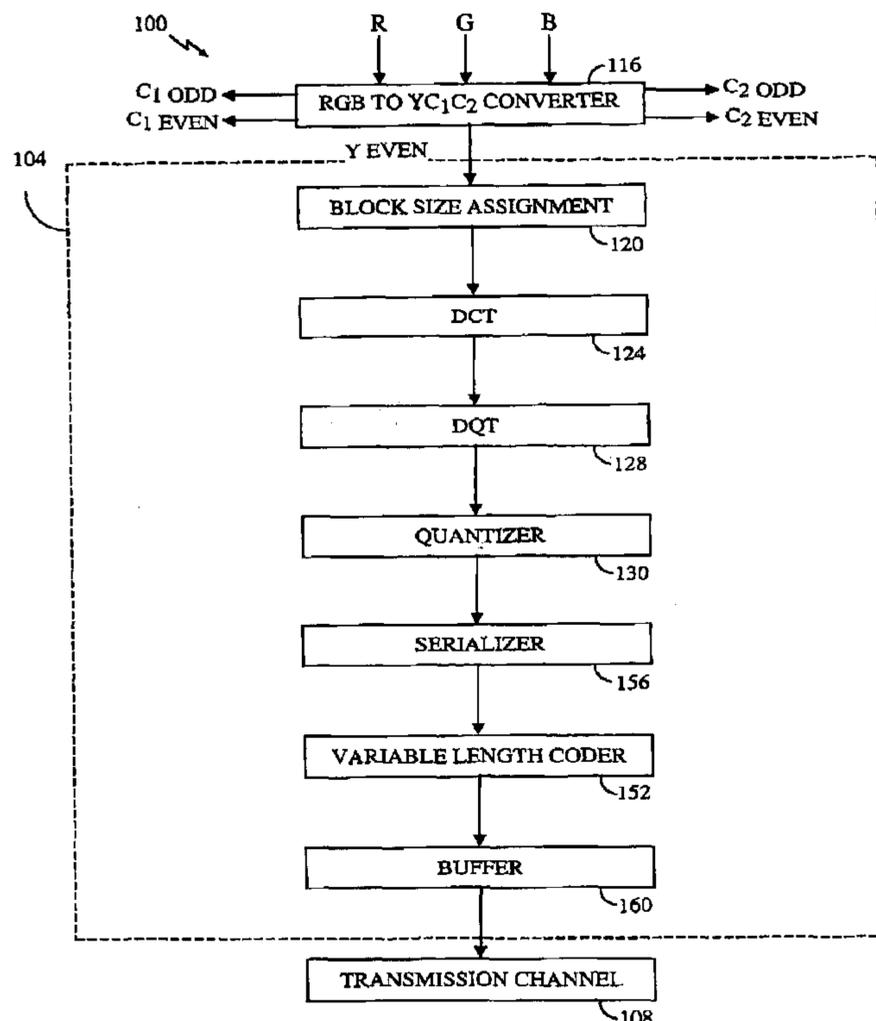 100
R G B
116
C₁ ODD
RGB TO YC₁C₂ CONVERTER
C₂ ODD
C₁ EVEN
C₂ EVEN
104
Y EVEN
BLOCK SIZE ASSIGNMENT
120
DCT
124
DQT
128
QUANTIZER
130
SERIALIZER
156
VARIABLE LENGTH CODER
152
BUFFER
160
TRANSMISSION CHANNEL
108